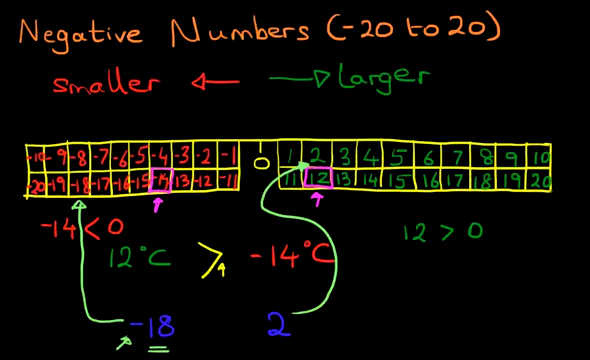 Negative Numbers (-20 to 20)
smaller ← → Larger
-10 -9 -8 -7 -6 -5 -4 -3 -2 -1 0 1 2 3 4 5 6 7 8 9 10
-20 -19 -18 -17 -16 -15 -14 -13 -12 -11 11 12 13 14 15 16 17 18 19 20
-14 < 0 12 > 0
12°C > -14°C
-18 2